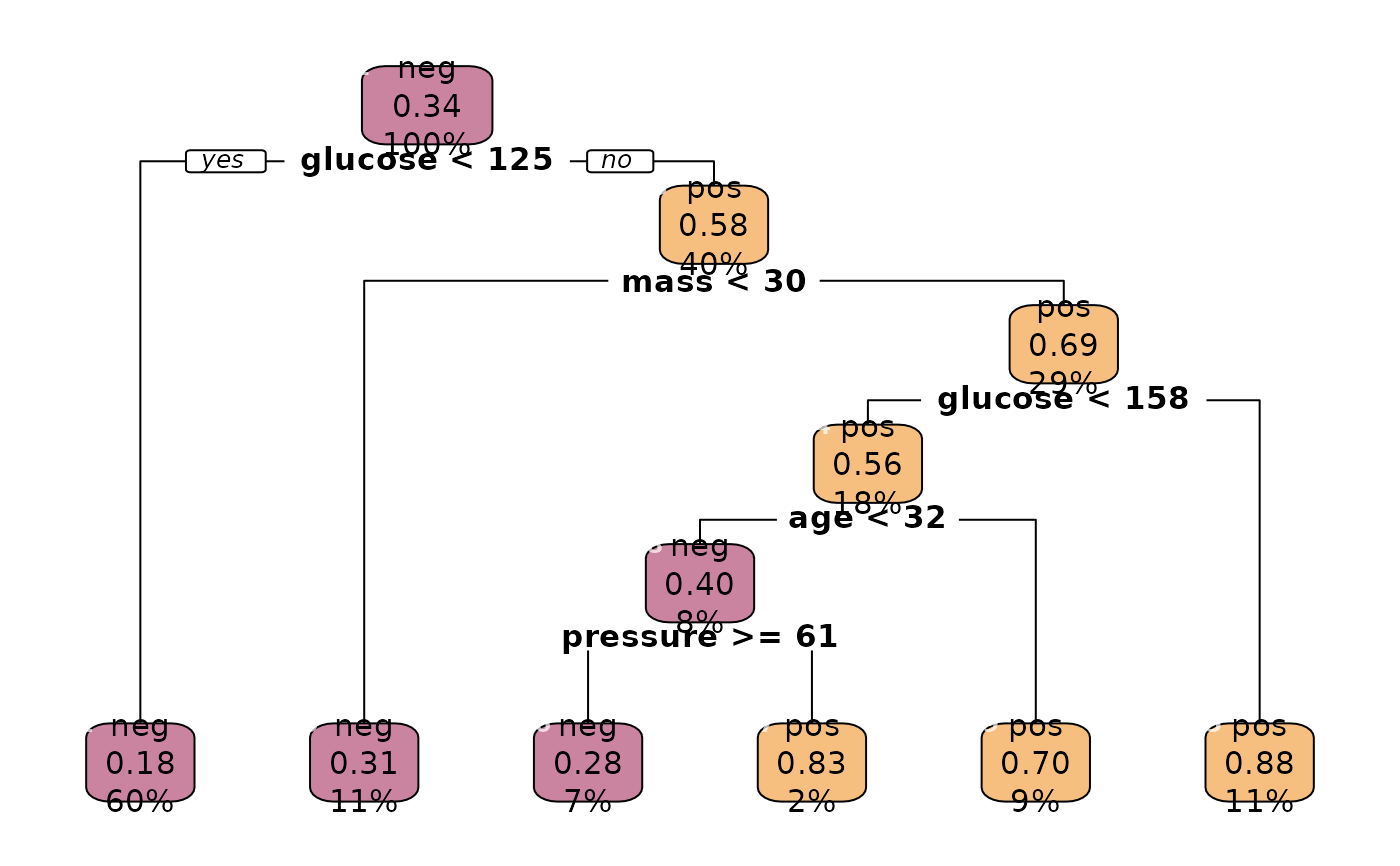 neg
0.34
100%
yes glucose < 125 no
pos
0.58
40%
mass < 30
pos
0.69
29%
glucose < 158
pos
0.56
18%
age < 32
neg
0.40
8%
pressure >= 61
neg
0.18
60%
neg
0.31
11%
neg
0.28
7%
pos
0.83
2%
pos
0.70
9%
pos
0.88
11%